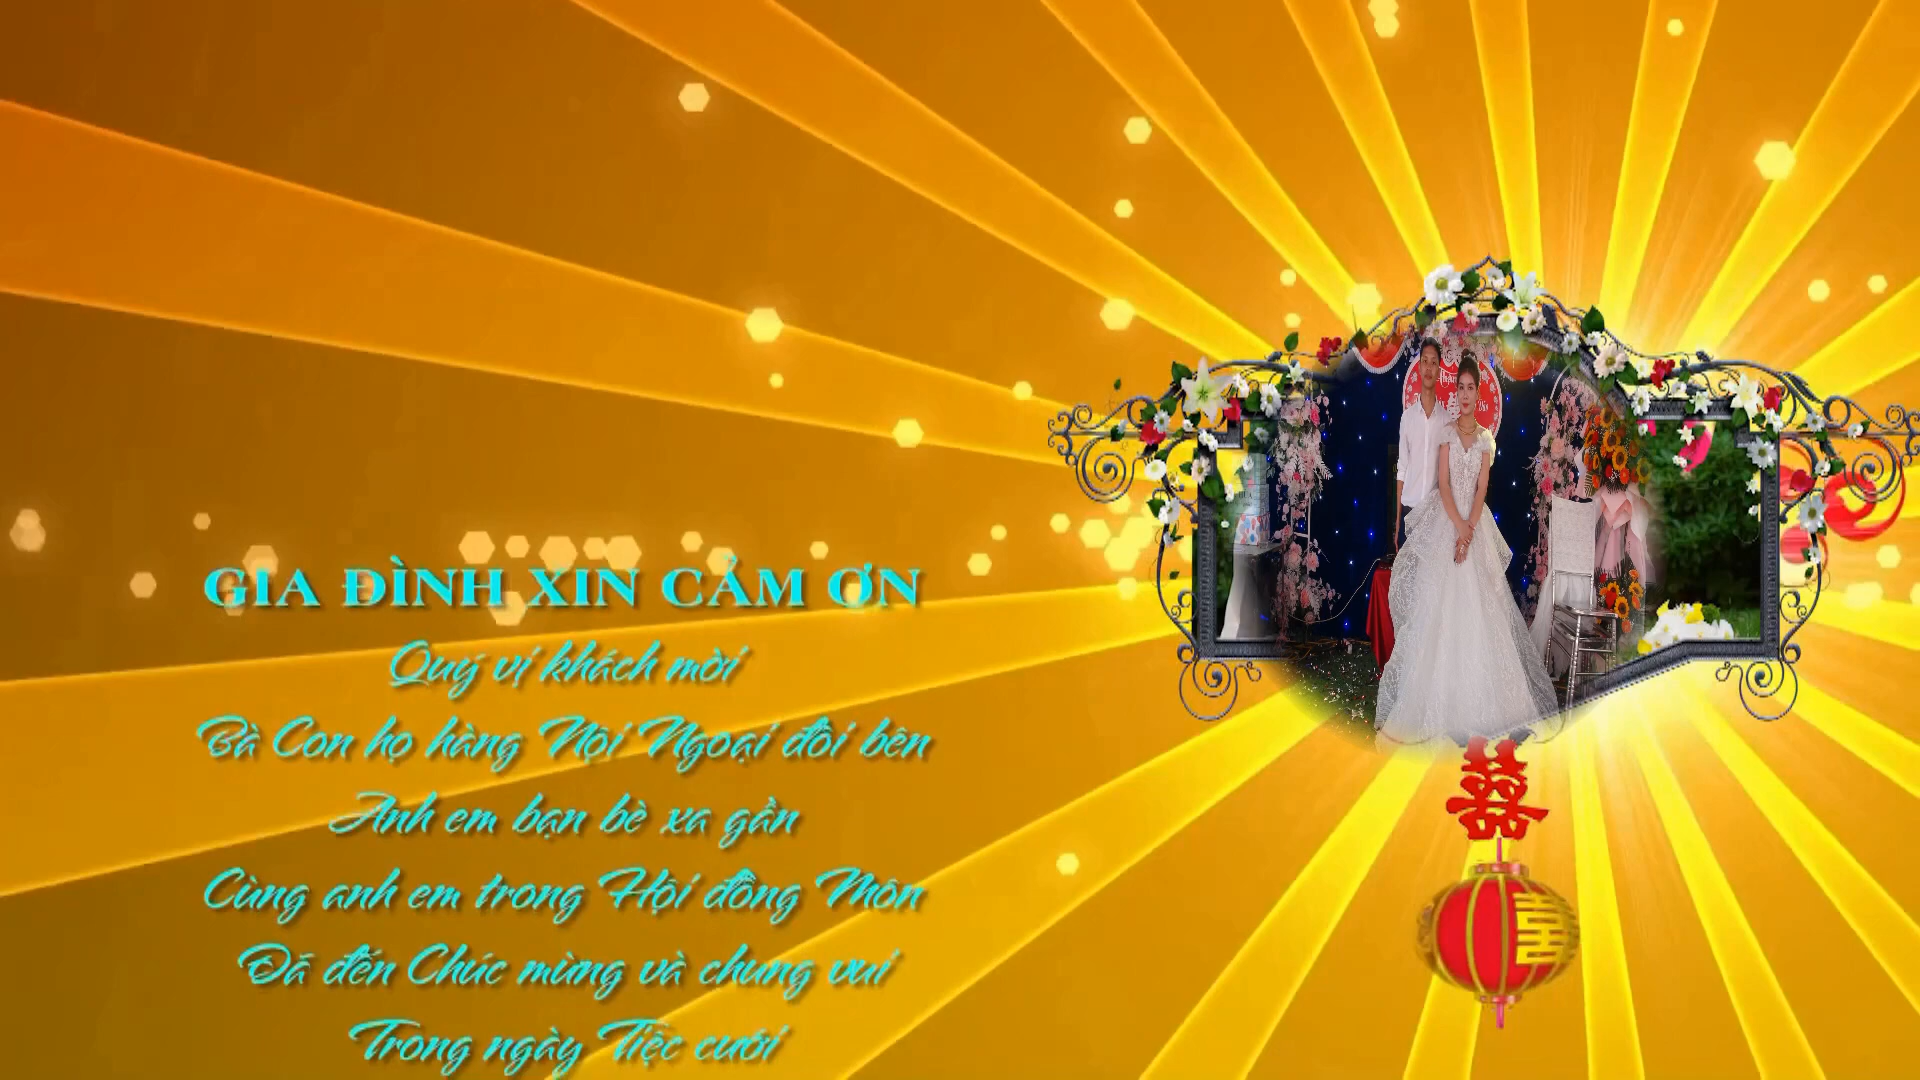 GIA ĐÌNH XIN CẢM ƠN
Quý vị khách mời
Bà Con họ hàng Nội Ngoại đôi bên
Anh em bạn bè xa gần
Cùng anh em trong Hội đồng Môn
Đã đến Chúc mừng và chung vui
Trong ngày Tiệc cưới
囍